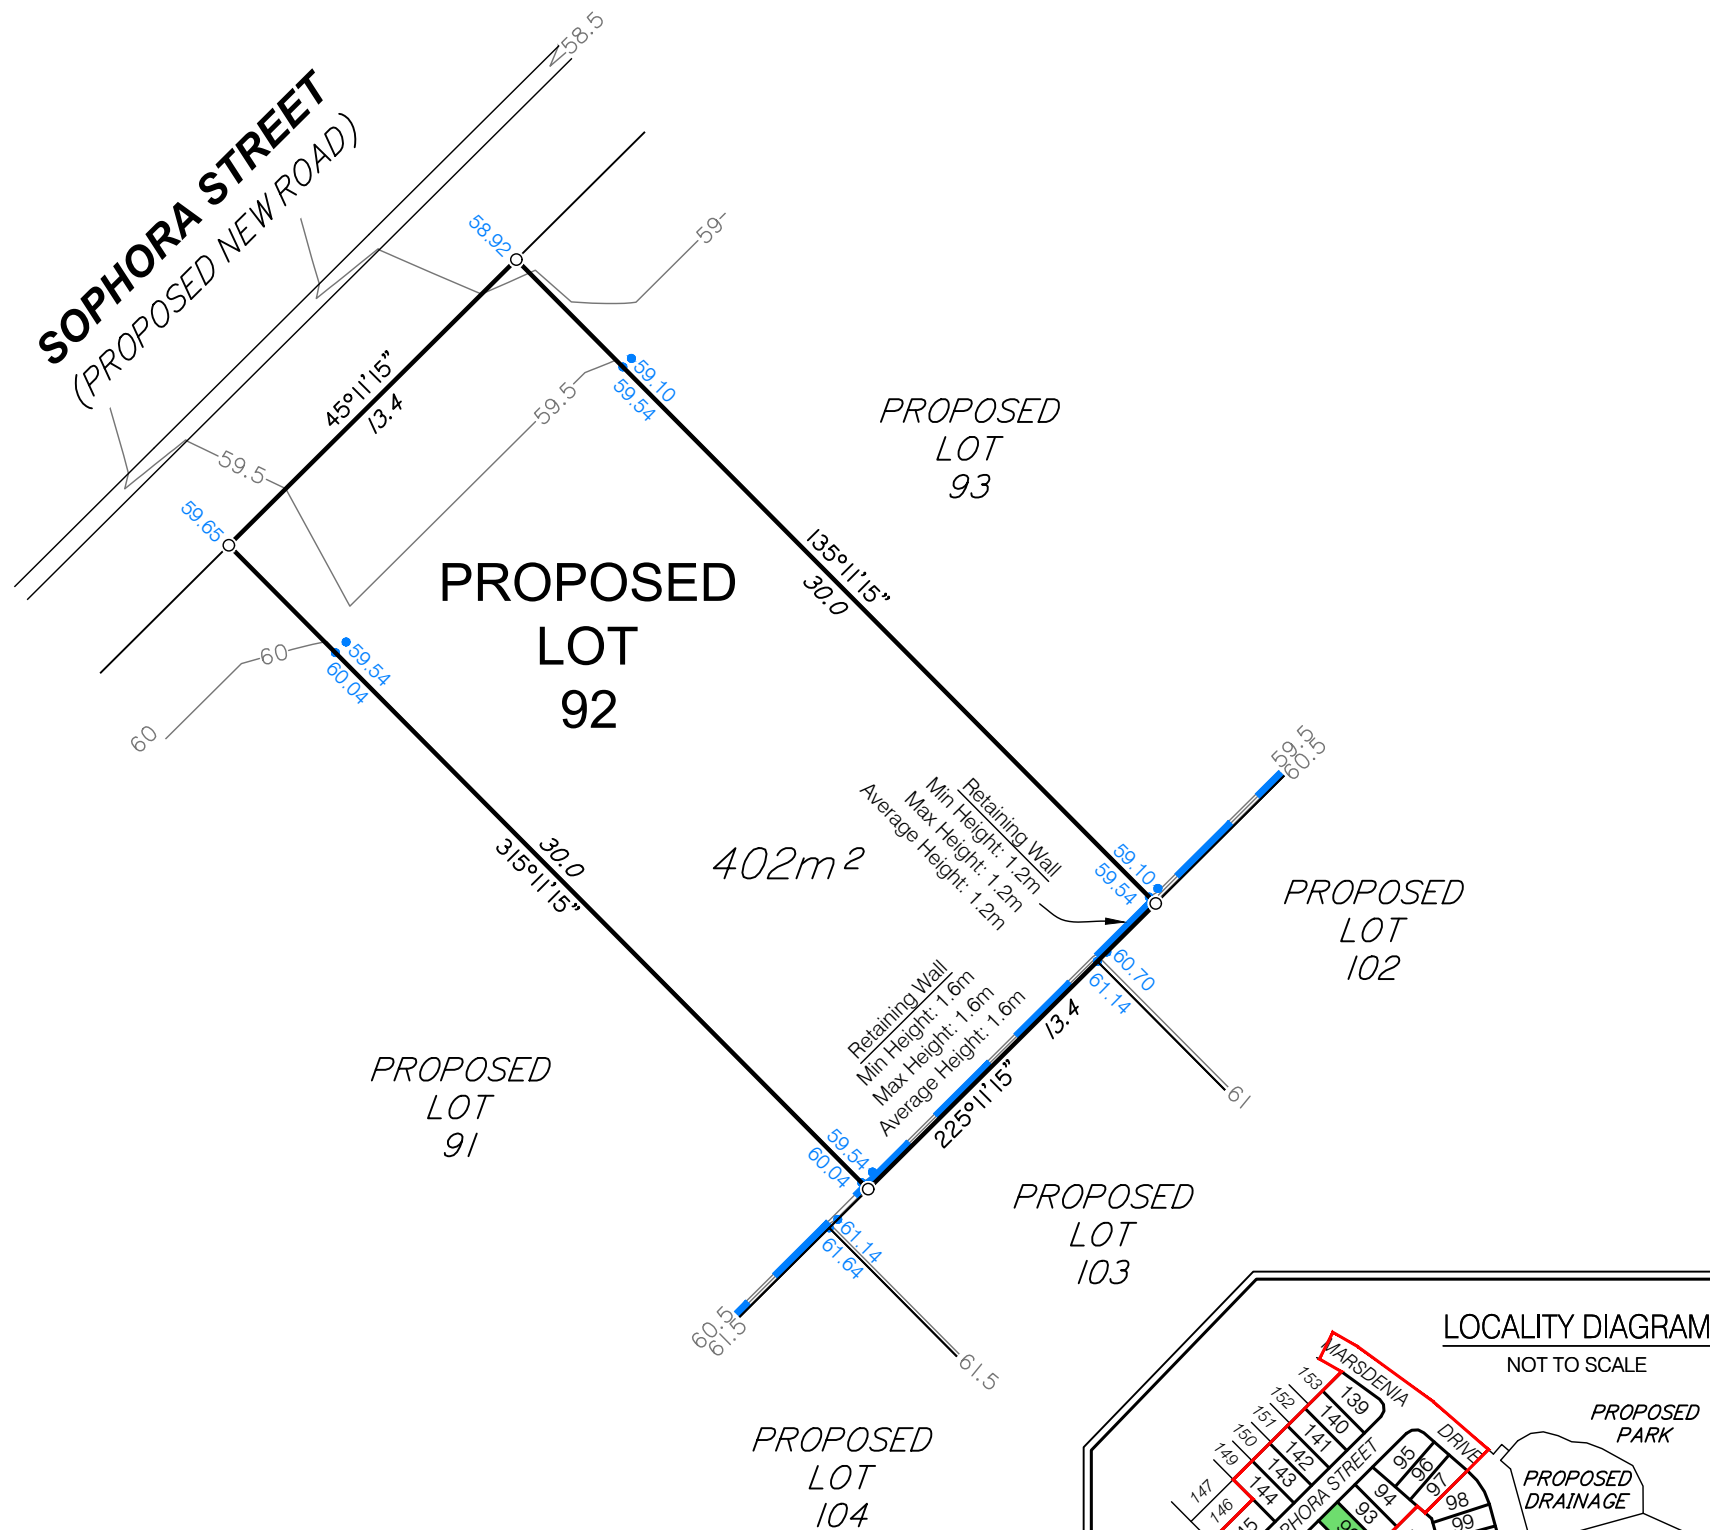 58.5
SOPHORA STREET
(PROPOSED NEW ROAD)
58.92
59
45°11'15"
13.4
59.10
59.54
59.5
59.5
59.65
PROPOSED
LOT
93
135°11'15"
30.0
PROPOSED
LOT
92
60
60
59.54
60.04
59.5
60.5
Retaining Wall
Min Height: 1.2m
Max Height: 1.2m
Average Height: 1.2m
30.0
315°11'15"
402m²
59.10
59.54
PROPOSED
LOT
102
60.70
61.14
Retaining Wall
Min Height: 1.6m
Max Height: 1.6m
Average Height: 1.6m
13.4
225°11'15"
61
PROPOSED
LOT
91
59.54
60.04
61.14
61.64
PROPOSED
LOT
103
60.5
61.5
61.5
PROPOSED
LOT
104
LOCALITY DIAGRAM
NOT TO SCALE
MARSDENIA
DRIVE
153
152
151
150
149
147
146
139
140
141
142
143
144
95
96
97
94
93
98
99
PROPOSED
PARK
PROPOSED
DRAINAGE